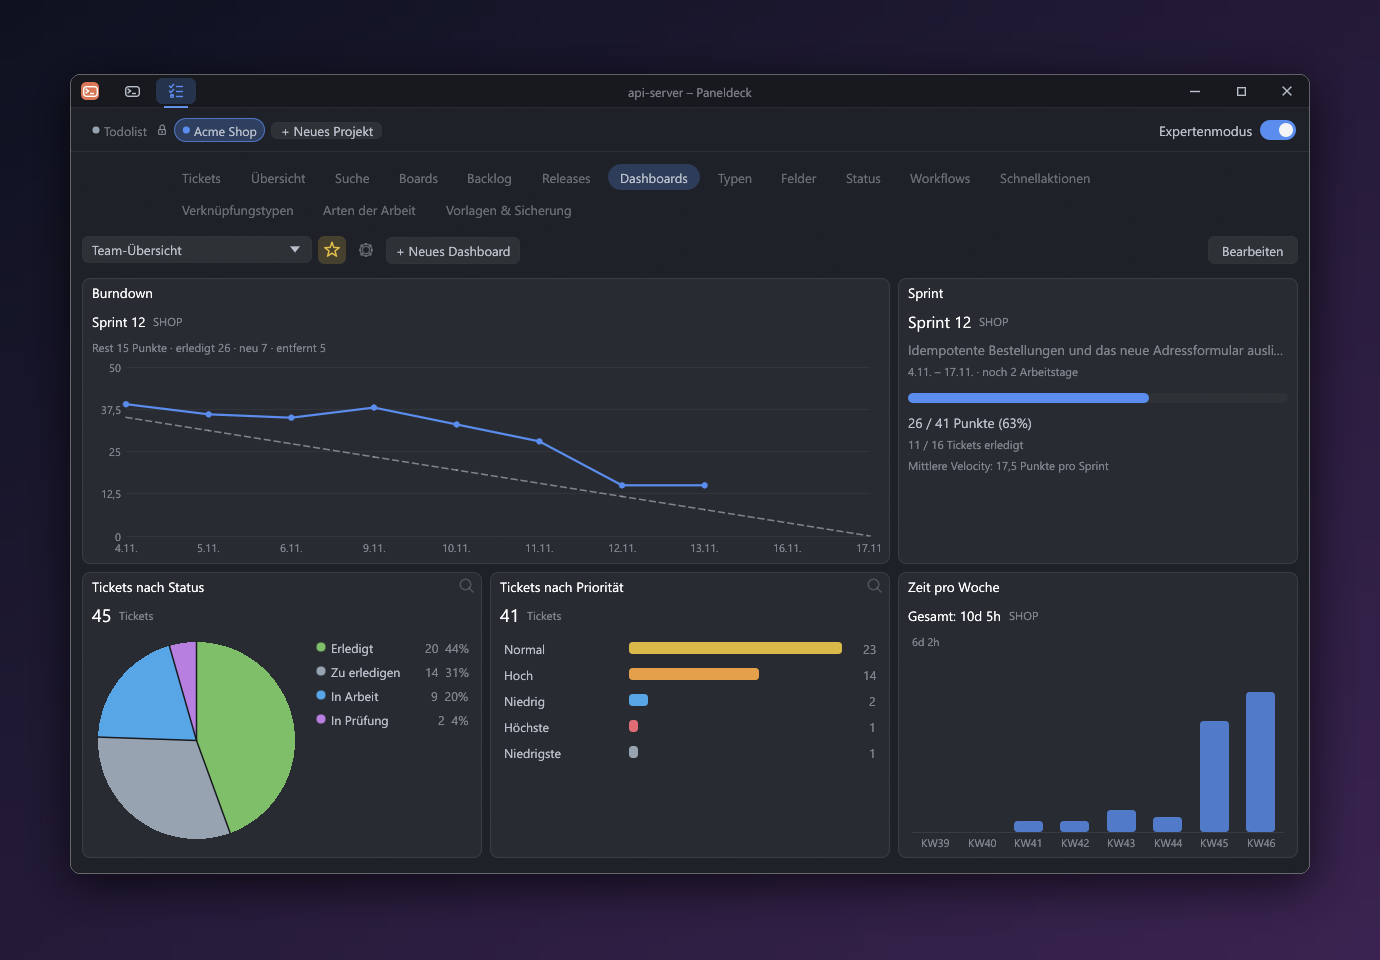 api-server – Paneldeck
Todolist
Acme Shop
+ Neues Projekt
Expertenmodus
Tickets Übersicht Suche Boards Backlog Releases Dashboards Typen Felder Status Workflows Schnellaktionen
Verknüpfungstypen Arten der Arbeit Vorlagen & Sicherung
Team-Übersicht
+ Neues Dashboard
Bearbeiten
Burndown
Sprint 12 SHOP
Rest 15 Punkte · erledigt 26 · neu 7 · entfernt 5
50
37,5
25
12,5
0
4.11. 5.11. 6.11. 9.11. 10.11. 11.11. 12.11. 13.11. 16.11. 17.11
Sprint
Sprint 12 SHOP
Idempotente Bestellungen und das neue Adressformular ausli...
4.11. – 17.11. · noch 2 Arbeitstage
26 / 41 Punkte (63%)
11 / 16 Tickets erledigt
Mittlere Velocity: 17,5 Punkte pro Sprint
Tickets nach Status
45 Tickets
Erledigt 20 44%
Zu erledigen 14 31%
In Arbeit 9 20%
In Prüfung 2 4%
Tickets nach Priorität
41 Tickets
Normal 23
Hoch 14
Niedrig 2
Höchste 1
Niedrigste 1
Zeit pro Woche
Gesamt: 10d 5h SHOP
6d 2h
KW39 KW40 KW41 KW42 KW43 KW44 KW45 KW46